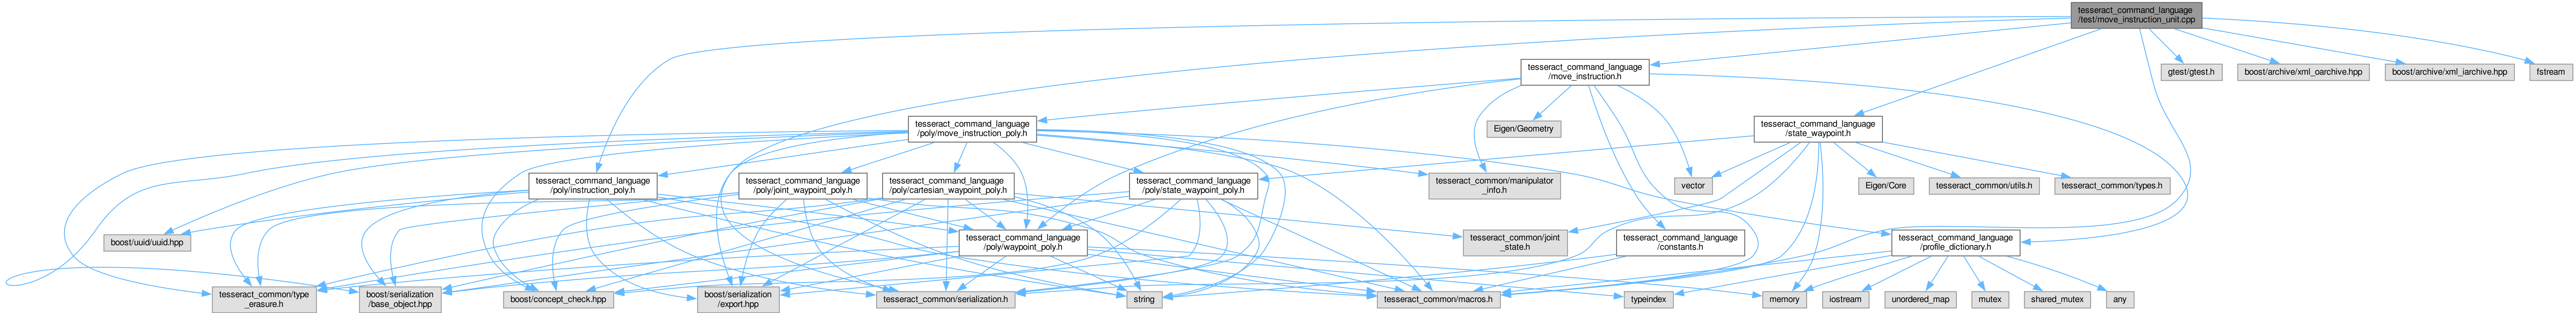 tesseract_command_language
/test/move_instruction_unit.cpp
tesseract_command_language
/move_instruction.h
gtest/gtest.h
boost/archive/xml_oarchive.hpp
boost/archive/xml_iarchive.hpp
fstream
tesseract_command_language
/poly/move_instruction_poly.h
Eigen/Geometry
tesseract_command_language
/state_waypoint.h
tesseract_command_language
/poly/instruction_poly.h
tesseract_command_language
/poly/joint_waypoint_poly.h
tesseract_command_language
/poly/cartesian_waypoint_poly.h
tesseract_command_language
/poly/state_waypoint_poly.h
tesseract_common/manipulator
_info.h
vector
Eigen/Core
tesseract_common/utils.h
tesseract_common/types.h
boost/uuid/uuid.hpp
tesseract_command_language
/poly/waypoint_poly.h
tesseract_common/joint
_state.h
tesseract_command_language
/constants.h
tesseract_command_language
/profile_dictionary.h
tesseract_common/type
_erasure.h
boost/serialization
/base_object.hpp
boost/concept_check.hpp
boost/serialization
/export.hpp
tesseract_common/serialization.h
string
tesseract_common/macros.h
typeindex
memory
iostream
unordered_map
mutex
shared_mutex
any